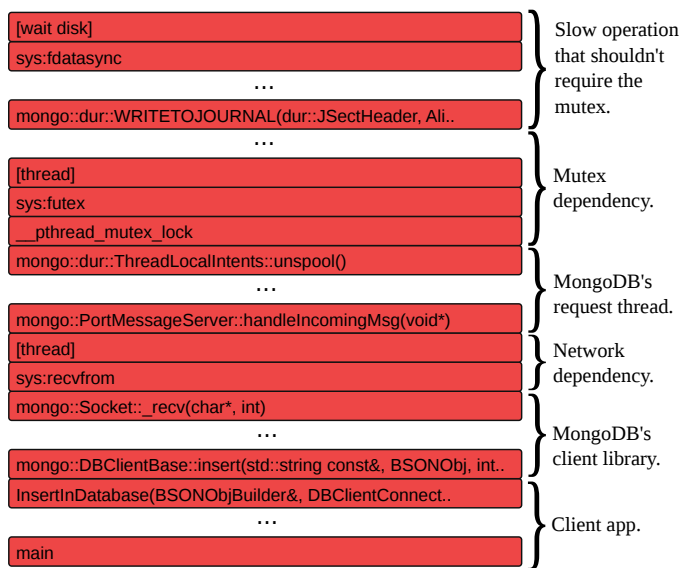 [wait disk]
sys:fdatasync
...
mongo::dur::WRITETOJOURNAL(dur::JSectHeader, Ali..
...
[thread]
sys:futex
__pthread_mutex_lock
mongo::dur::ThreadLocalIntents::unspool()
...
mongo::PortMessageServer::handleIncomingMsg(void*)
[thread]
sys:recvfrom
mongo::Socket::_recv(char*, int)
...
mongo::DBClientBase::insert(std::string const&, BSONObj, int..
InsertInDatabase(BSONObjBuilder&, DBClientConnect..
...
main
Slow operation
that shouldn't
require the
mutex.
Mutex
dependency.
MongoDB's
request thread.
Network
dependency.
MongoDB's
client library.
Client app.